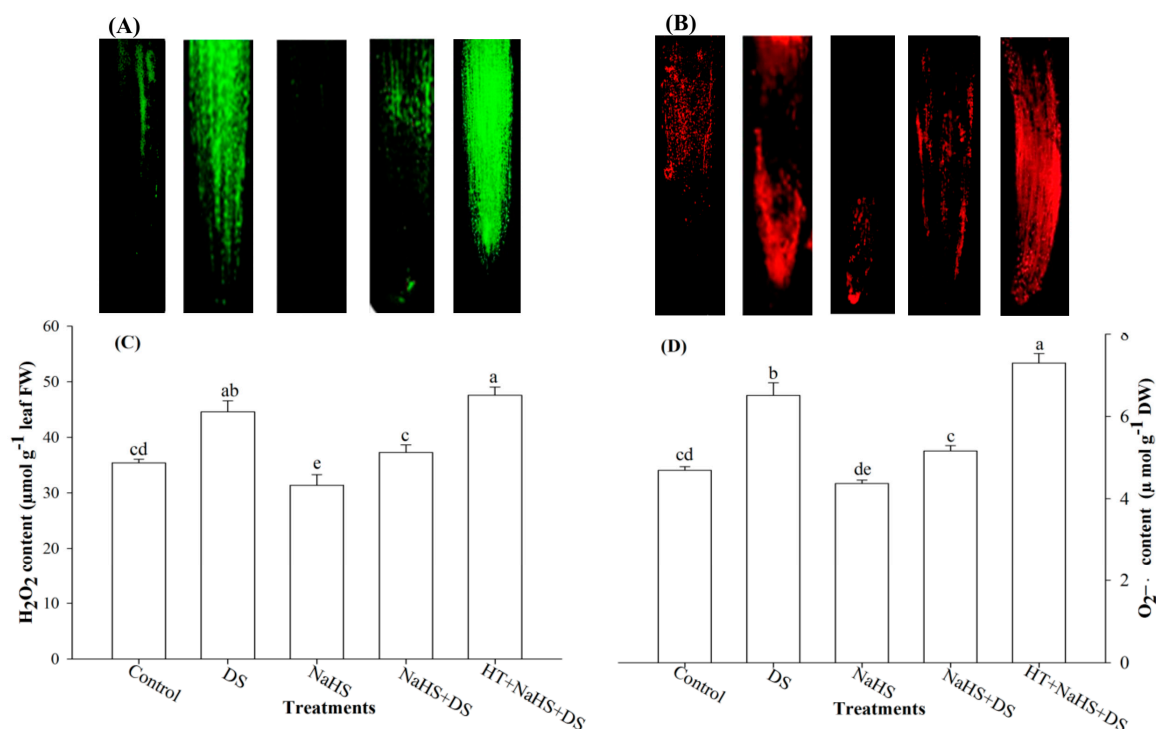 (A)
(B)
(C)
H₂O₂ content (µmol g⁻¹ leaf FW)
60
50
40
30
20
10
0
cd
ab
e
c
a
Control
DS
NaHS
NaHS+DS
HT+NaHS+DS
Treatments
(D)
cd
b
de
c
a
8
6
4
2
0
O₂⁻· content (µ mol g⁻¹ DW)
Control
DS
NaHS
NaHS+DS
HT+NaHS+DS
Treatments